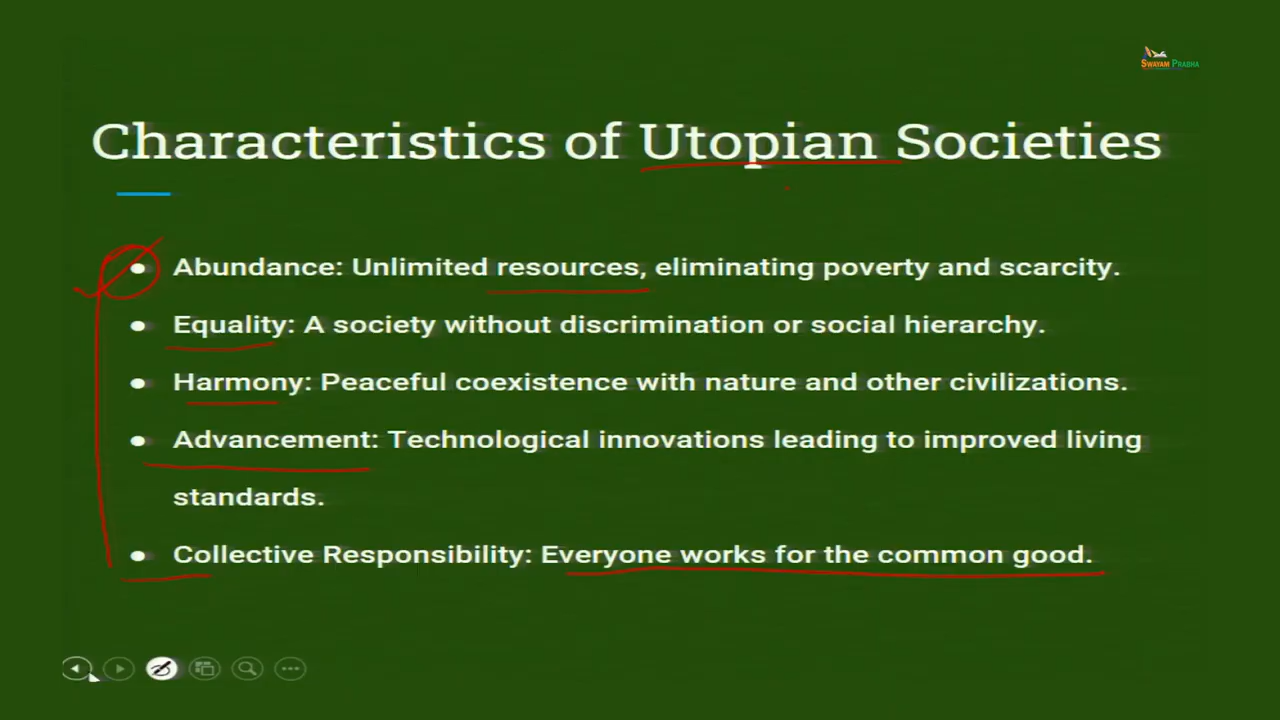 SWAYAM PRABHA
Characteristics of Utopian Societies
● Abundance: Unlimited resources, eliminating poverty and scarcity.
● Equality: A society without discrimination or social hierarchy.
● Harmony: Peaceful coexistence with nature and other civilizations.
● Advancement: Technological innovations leading to improved living
standards.
● Collective Responsibility: Everyone works for the common good.